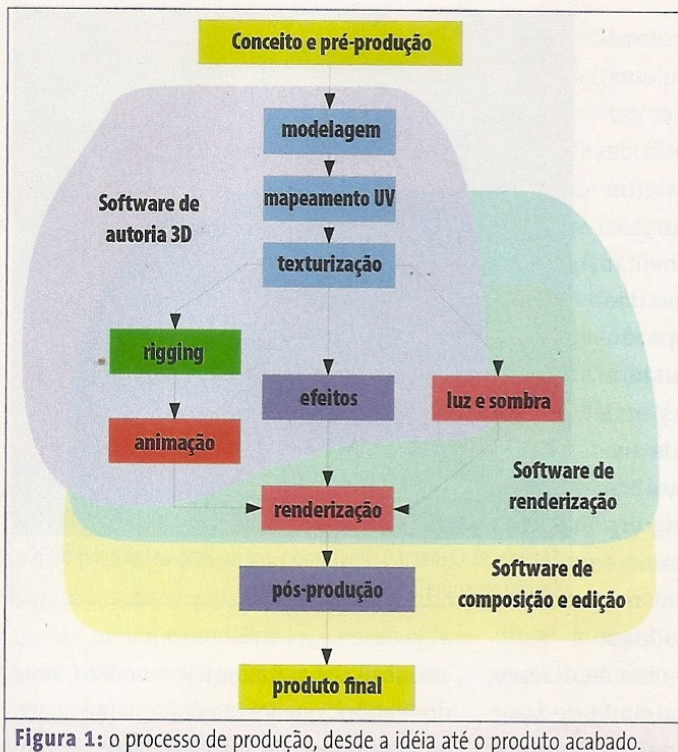 Conceito e pré-produção
modelagem
mapeamento UV
Software de
autoria 3D
texturização
rigging
efeitos
luz e sombra
animação
Software de
renderização
renderização
Software de
composição e edição
pós-produção
produto final
Figura 1: o processo de produção, desde a idéia até o produto acabado.